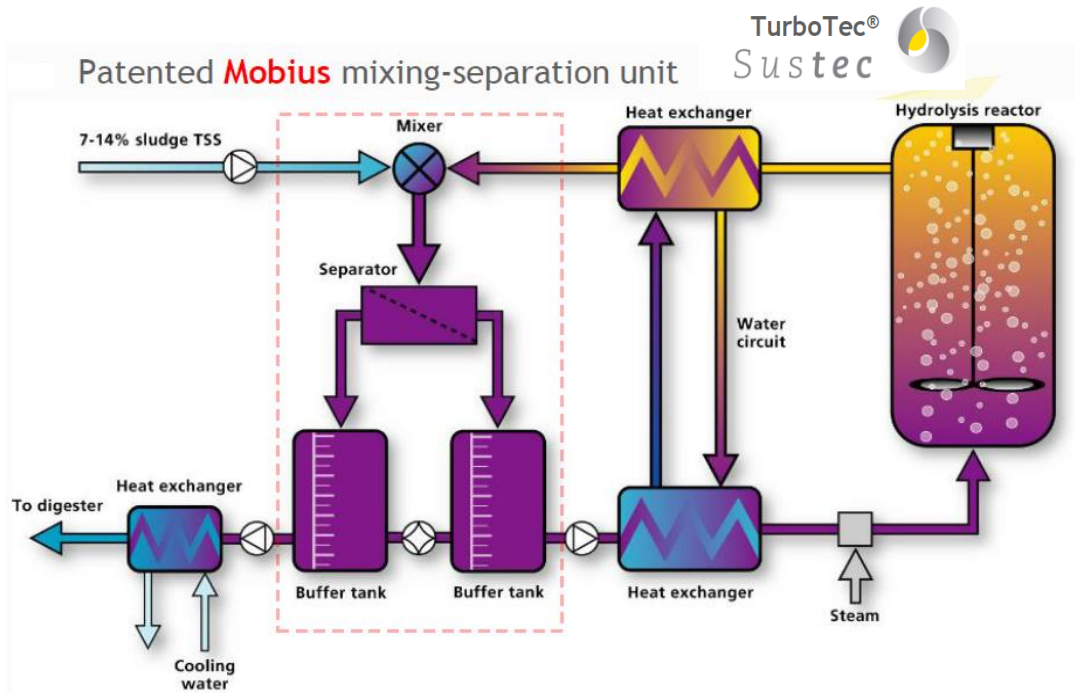 TurboTec®
Sustec
Patented Mobius mixing-separation unit
Heat exchanger
Hydrolysis reactor
Mixer
7-14% sludge TSS
Separator
Water
circuit
Heat exchanger
To digester
Buffer tank
Buffer tank
Heat exchanger
Steam
Cooling
water